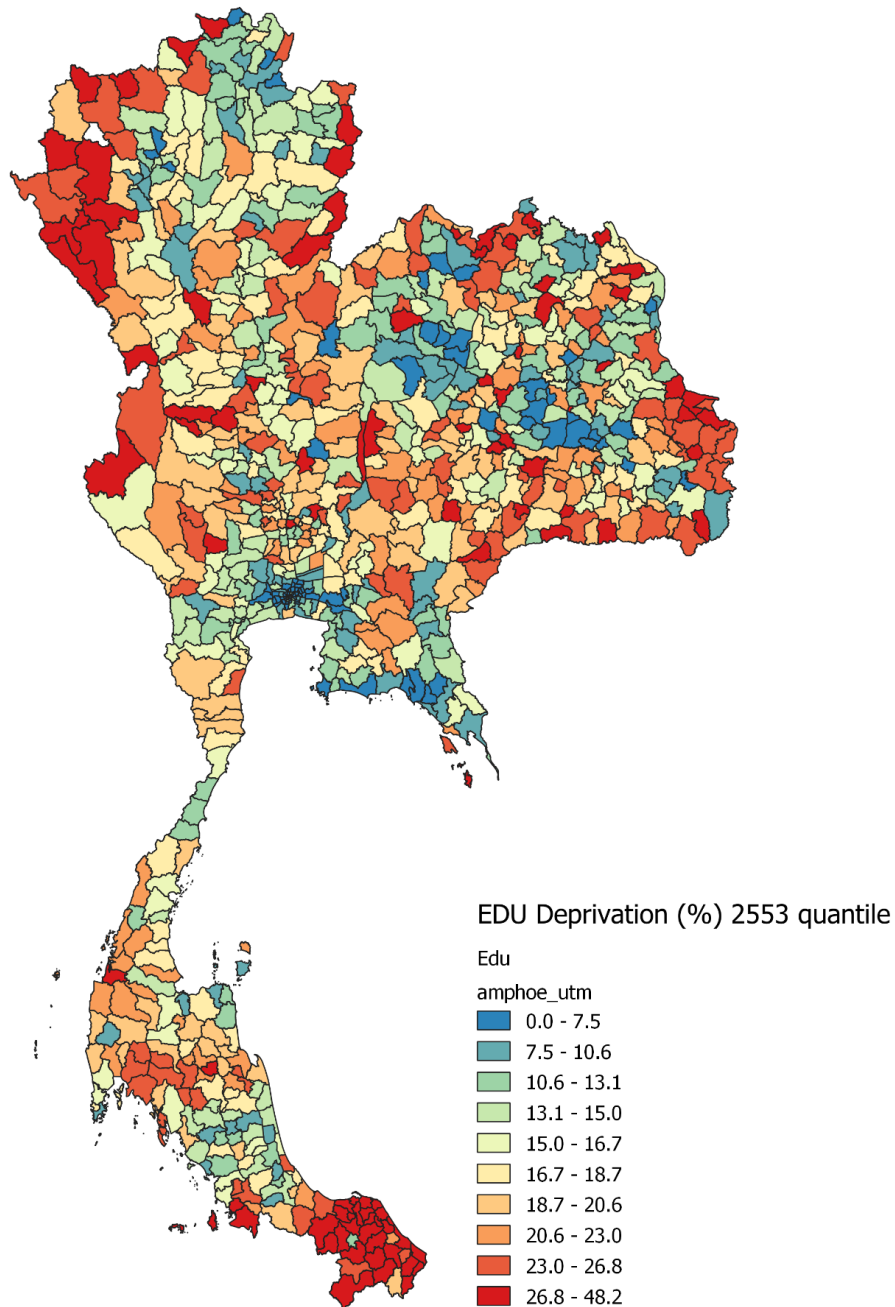 EDU Deprivation (%) 2553 quantile
Edu
amphoe_utm
0.0 - 7.5
7.5 - 10.6
10.6 - 13.1
13.1 - 15.0
15.0 - 16.7
16.7 - 18.7
18.7 - 20.6
20.6 - 23.0
23.0 - 26.8
26.8 - 48.2